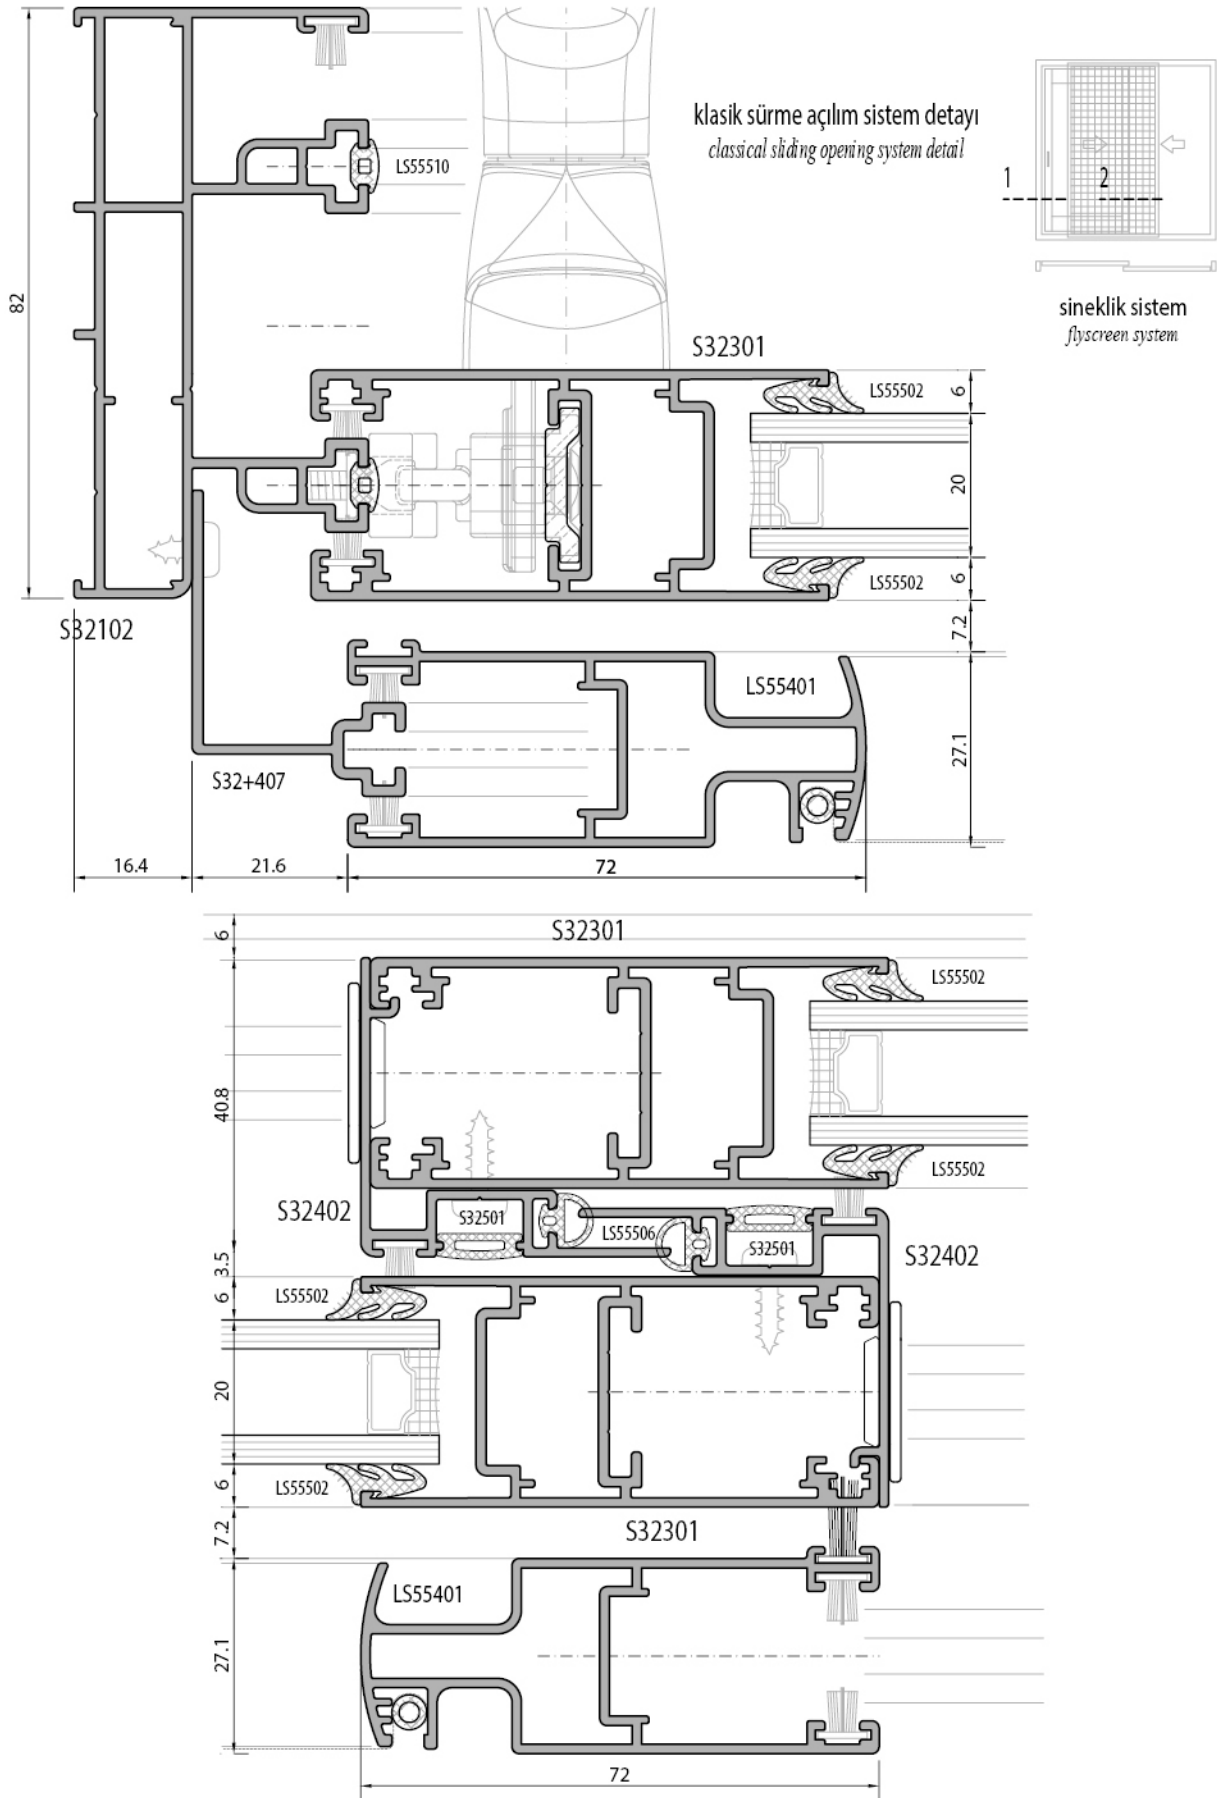 klasik sürme açılım sistem detayı
classical sliding opening system detail
LS55510
1
2
82
sineklik sistem
flyscreen system
S32301
LS55502
6
20
LS55502
6
S32102
7.2
LS55401
27.1
S32+407
16.4
21.6
72
S32301
6
LS55502
40.8
LS55502
S32402
S32501
LS55506
S32501
S32402
3.5
LS55502
6
20
LS55502
6
S32301
7.2
LS55401
27.1
72